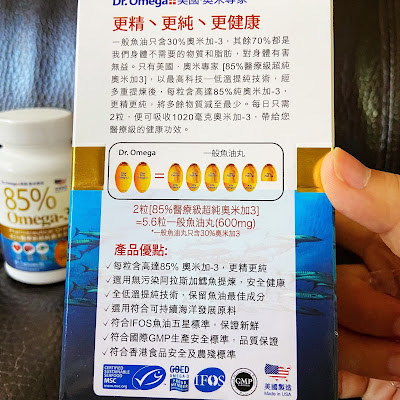 Dr. Omega 美國·奧米專家
更精、更純、更健康
一般魚油只含30%奧米加-3,其餘70%都是
我們身體不需要的物質和脂肪,對身體有害
無益。只有美國.奧米專家 [85%醫療級超純
奧米加3],以最高科技—低溫提純技術,經
多重提煉後,每粒含高達85%純奧米加-3,
更精更純,將多餘物質減至最少。每日只需
2粒,便可吸收1020毫克奧米加-3,帶給您
醫療級的健康功效。
Dr. Omega 一般魚油丸
=
2粒[85%醫療級超純奧米加3]
=5.6粒一般魚油丸(600mg)
*一般魚油丸只含30%奧米加3
產品優點:
✓每粒含高達85% 奧米加-3,更精更純
✓選用無污染阿拉斯加鱈魚提煉,安全健康
✓全低溫提純技術,保留魚油最佳成分
✓選用符合可持續海洋發展原料
✓符合IFOS魚油五星標準,保證新鮮
✓符合國際GMP生產安全標準,品質保證
✓符合香港食品安全及農殘標準
CERTIFIED
SUSTAINABLE
SEAFOOD
MSC
GOED
OMEGA-3
IFOS
GMP
美國製造
Made in USA
85%
Omega-3